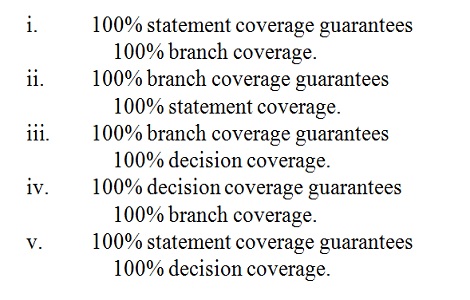 i. 100% statement coverage guarantees
100% branch coverage.
ii. 100% branch coverage guarantees
100% statement coverage.
iii. 100% branch coverage guarantees
100% decision coverage.
iv. 100% decision coverage guarantees
100% branch coverage.
v. 100% statement coverage guarantees
100% decision coverage.